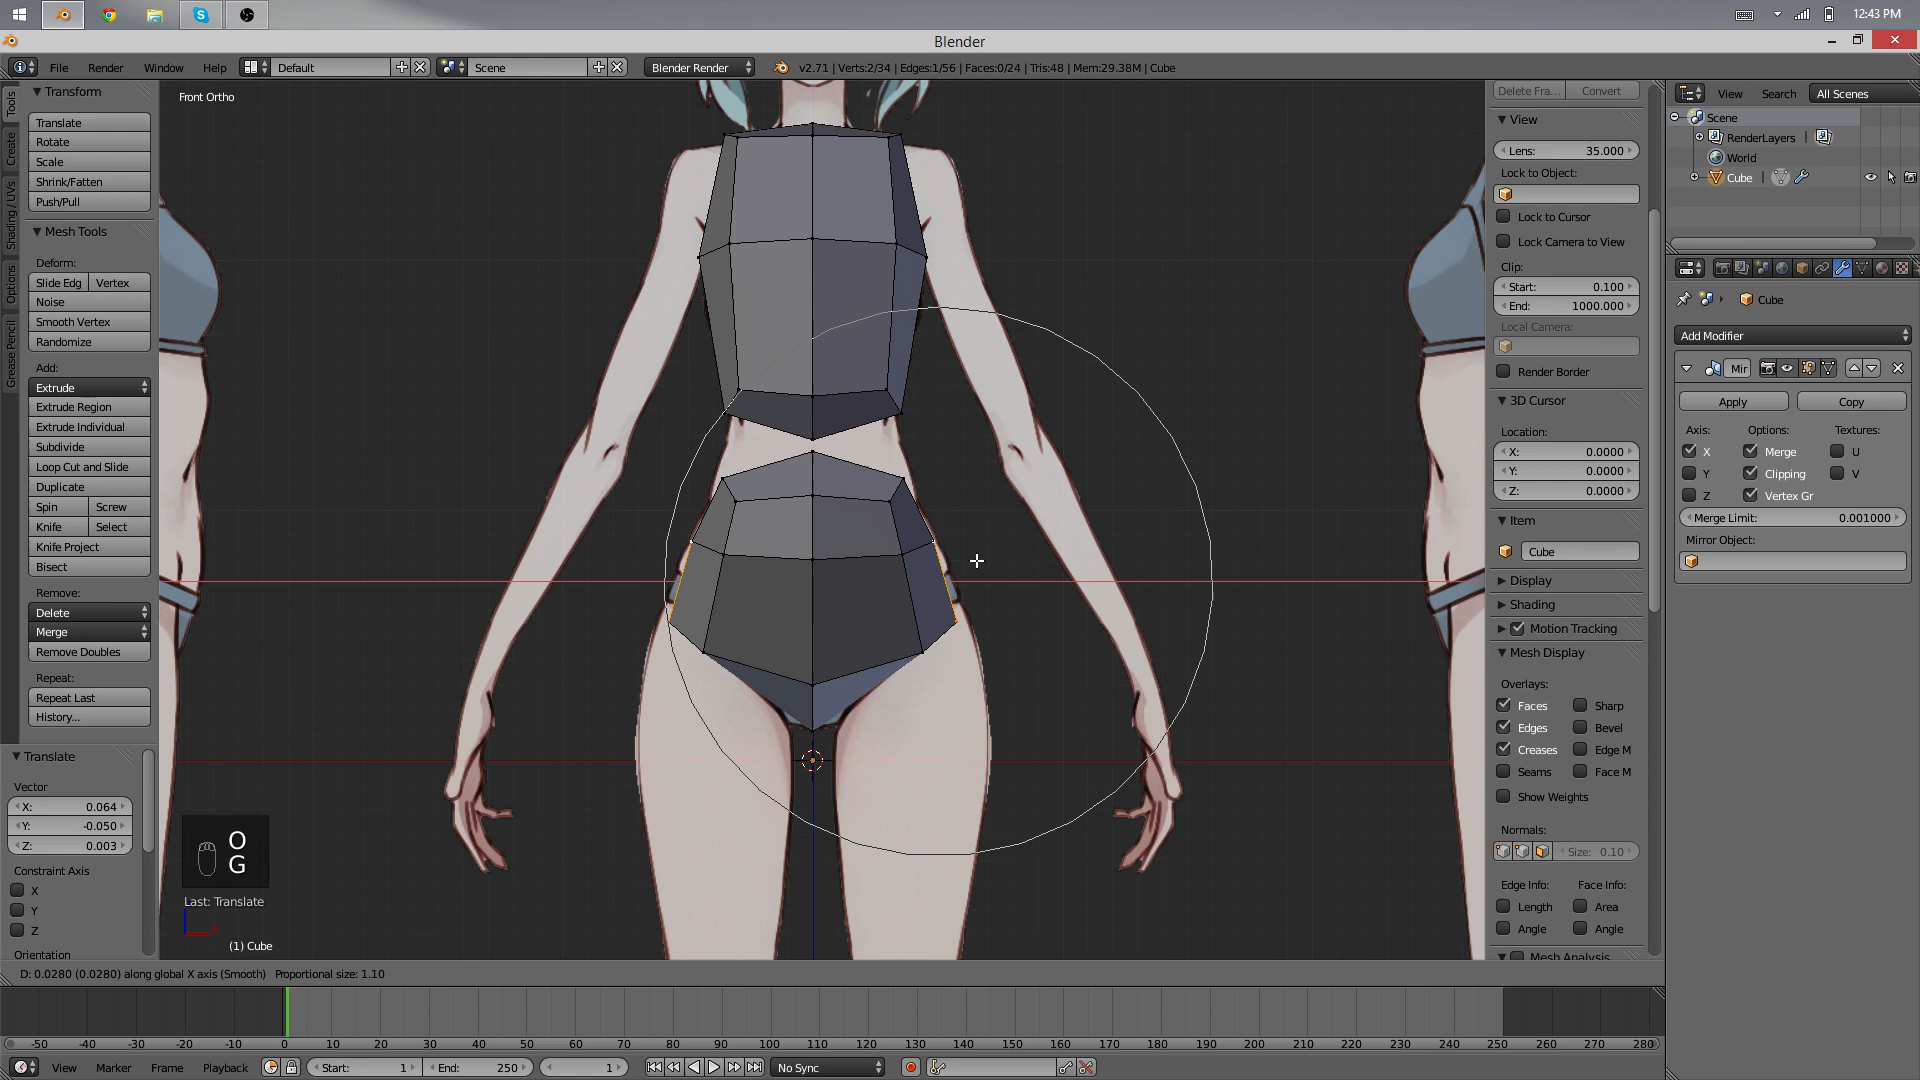 12:43 PM
Blender
File Render Window Help Default Scene Blender Render v2.71 | Verts:2/34 | Edges:1/56 | Faces:0/24 | Tris:48 | Mem:29.38M | Cube
Tools
Create
Shading / UVs
Options
Grease Pencil
Transform
Translate
Rotate
Scale
Shrink/Fatten
Push/Pull
Mesh Tools
Deform:
Slide Edg Vertex
Noise
Smooth Vertex
Randomize
Add:
Extrude
Extrude Region
Extrude Individual
Subdivide
Loop Cut and Slide
Duplicate
Spin Screw
Knife Select
Knife Project
Bisect
Remove:
Delete
Merge
Remove Doubles
Repeat:
Repeat Last
History...
Translate
Vector
X: 0.064
Y: -0.050
Z: 0.003
Constraint Axis
X
Y
Z
Orientation
Front Ortho
O
G
Last: Translate
(1) Cube
D: 0.0280 (0.0280) along global X axis (Smooth) Proportional size: 1.10
Delete Fra... Convert
View
Lens: 35.000
Lock to Object:
Lock to Cursor
Lock Camera to View
Clip:
Start: 0.100
End: 1000.000
Local Camera:
Render Border
3D Cursor
Location:
X: 0.0000
Y: 0.0000
Z: 0.0000
Item
Cube
Display
Shading
Motion Tracking
Mesh Display
Overlays:
Faces Sharp
Edges Bevel
Creases Edge M
Seams Face M
Show Weights
Normals:
Size: 0.10
Edge Info: Face Info:
Length Area
Angle Angle
Mesh Analysis
View Search All Scenes
Scene
RenderLayers |
World
Cube |
Cube
Add Modifier
Mir
Apply Copy
Axis: Options: Textures:
X Merge U
Y Clipping V
Z Vertex Gr
Merge Limit: 0.001000
Mirror Object:
-50 -40 -30 -20 -10 0 10 20 30 40 50 60 70 80 90 100 110 120 130 140 150 160 170 180 190 200 210 220 230 240 250 260 270 280
View Marker Frame Playback Start: 1 End: 250 1 No Sync